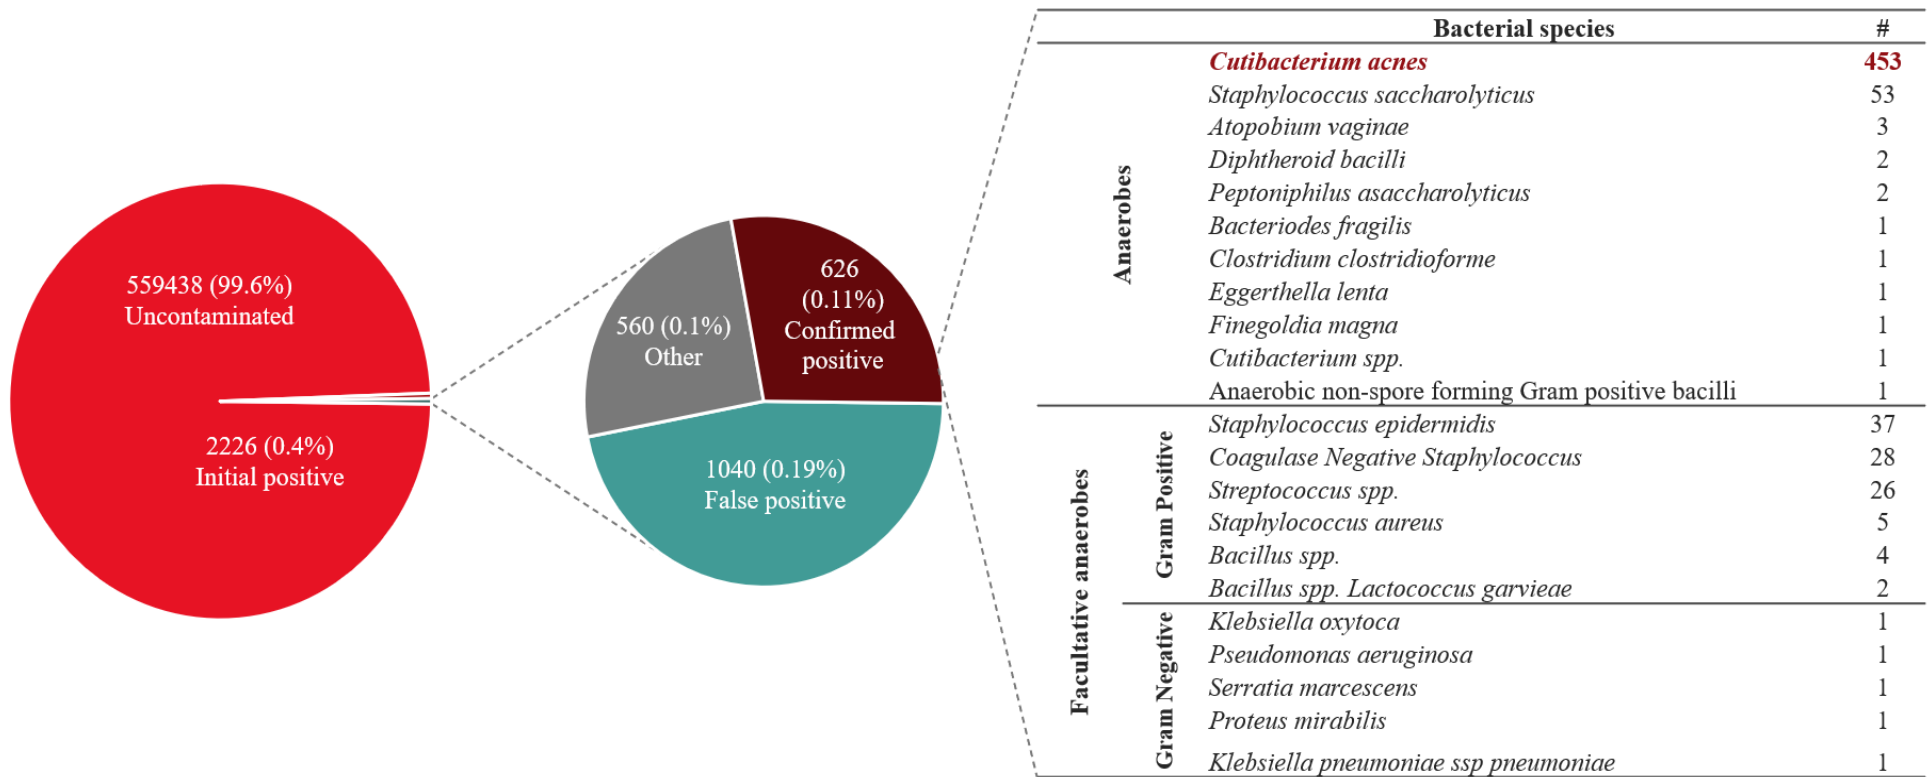 559438 (99.6%)
Uncontaminated
2226 (0.4%)
Initial positive
560 (0.1%)
Other
626
(0.11%)
Confirmed
positive
1040 (0.19%)
False positive
Bacterial species #
Anaerobes
Cutibacterium acnes 453
Staphylococcus saccharolyticus 53
Atopobium vaginae 3
Diphtheroid bacilli 2
Peptoniphilus asaccharolyticus 2
Bacteriodes fragilis 1
Clostridium clostridioforme 1
Eggerthella lenta 1
Finegoldia magna 1
Cutibacterium spp. 1
Anaerobic non-spore forming Gram positive bacilli 1
Facultative anaerobes
Gram Positive
Staphylococcus epidermidis 37
Coagulase Negative Staphylococcus 28
Streptococcus spp. 26
Staphylococcus aureus 5
Bacillus spp. 4
Bacillus spp. Lactococcus garvieae 2
Gram Negative
Klebsiella oxytoca 1
Pseudomonas aeruginosa 1
Serratia marcescens 1
Proteus mirabilis 1
Klebsiella pneumoniae ssp pneumoniae 1